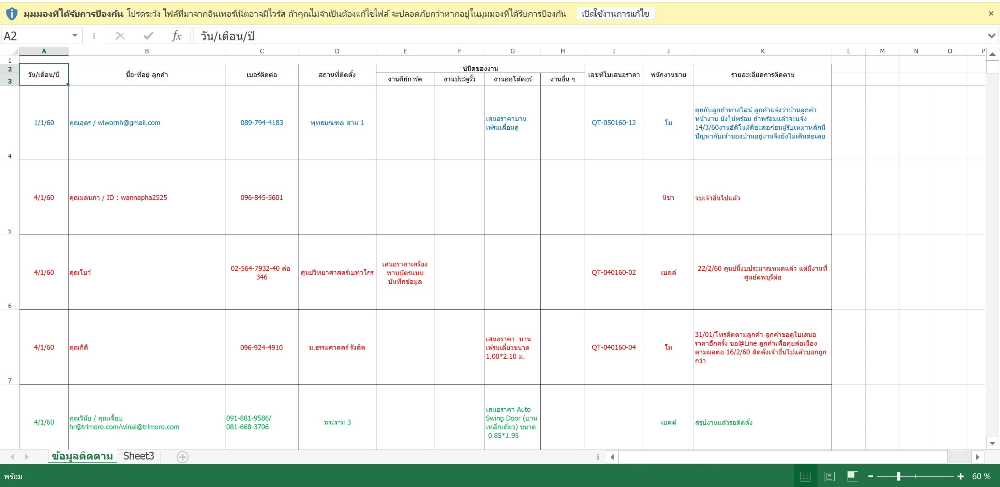 มุมมองที่ได้รับการป้องกัน โปรดระวัง ไฟล์ที่มาจากอินเทอร์เน็ตอาจมีไวรัส ถ้าคุณไม่จำเป็นต้องแก้ไขไฟล์ จะปลอดภัยกว่าหากอยู่ในมุมมองที่ได้รับการป้องกัน เปิดใช้งานการแก้ไข
A2 fx วัน/เดือน/ปี
A B C D E F G H I J K L M N O P
1
2
3
วัน/เดือน/ปี ชื่อ-ที่อยู่ ลูกค้า เบอร์ติดต่อ สถานที่ติดตั้ง ชนิดของงาน เลขที่ใบเสนอราคา พนักงานขาย รายละเอียดการติดตาม
งานคีย์การ์ด งานประตูรั้ว งานออโต้ดอร์ งานอื่น ๆ
1/1/60
คุณอุดร / wiwornh@gmail.com
089-794-4183
พุทธมณฑล สาย 1
เสนอราคาบาน
เฟรมเลื่อนคู่
QT-050160-12
โม
คุยกับลูกค้าทางไลน์ ลูกค้าแจ้งว่าบ้านลูกค้า
หน้างาน ยังไม่พร้อม ถ้าพร้อมแล้วจะแจ้ง
14/3/60งานอัติโนมัติชะลอก่อนผู้รับเหมาหลักมี
ปัญหากับเจ้าของบ้านอยู่งานจึงยังไม่เดินต่อเลย
4
4/1/60
คุณมลนภา / ID : wannapha2525
096-845-5601
นิชา
จบเจ้าอื่นไปแล้ว
5
4/1/60
คุณโบว์
02-564-7932-40 ต่อ
346
ศูนย์วิทยาศาสตร์เบทาโกร
เสนอราคาเครื่อง
ทาบบัตรแบบ
บันทึกข้อมูล
QT-040160-02
เบลล์
22/2/60 ศูนย์นี้งบประมาณหมดแล้ว แต่มีงานที่
ศูนย์ลพบุรีต่อ
6
4/1/60
คุณกิติ
096-924-4910
ม.ธรรมศาสตร์ รังสิต
เสนอราคา บาน
เฟรมเดี่ยวขนาด
1.00*2.10 ม.
QT-040160-04
โม
31/01/โทรติดตามลูกค้า ลูกค้าขอดูใบเสนอ
ราคาอีกครั้ง ขอ@Line ลูกค้าเพื่อคุยต่อเนื่อง
ตามผลต่อ 16/2/60 ติดตั้งเจ้าอื่นไปแล้วบอกถูก
กว่า
7
4/1/60
คุณวินัย / คุณเจี๊ยบ
hr@trimoro.com/winai@trimoro.com
091-881-9586/
081-668-3706
พระราม 3
เสนอราคา Auto
Swing Door (บาน
เหล็กเดี่ยว) ขนาด
0.85*1.95
เบลล์
สรุปงานแล้วรอติดตั้ง
ข้อมูลติดตาม Sheet3
พร้อม 60 %